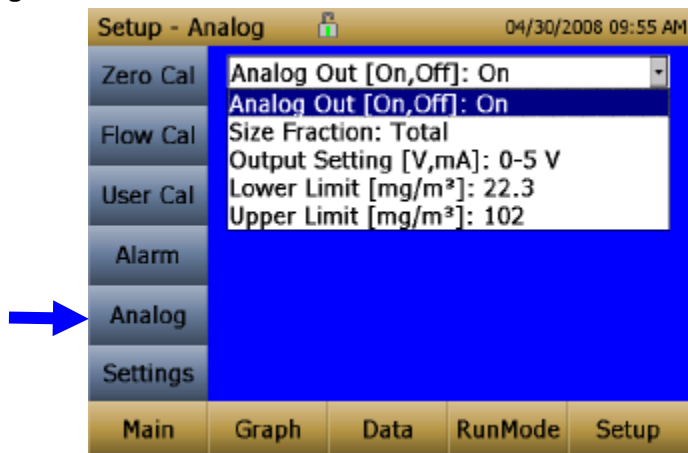 Setup - Analog 04/30/2008 09:55 AM
Zero Cal
Analog Out [On,Off]: On
Analog Out [On,Off]: On
Flow Cal
Size Fraction: Total
Output Setting [V,mA]: 0-5 V
User Cal
Lower Limit [mg/m³]: 22.3
Upper Limit [mg/m³]: 102
Alarm
Analog
Settings
Main Graph Data RunMode Setup